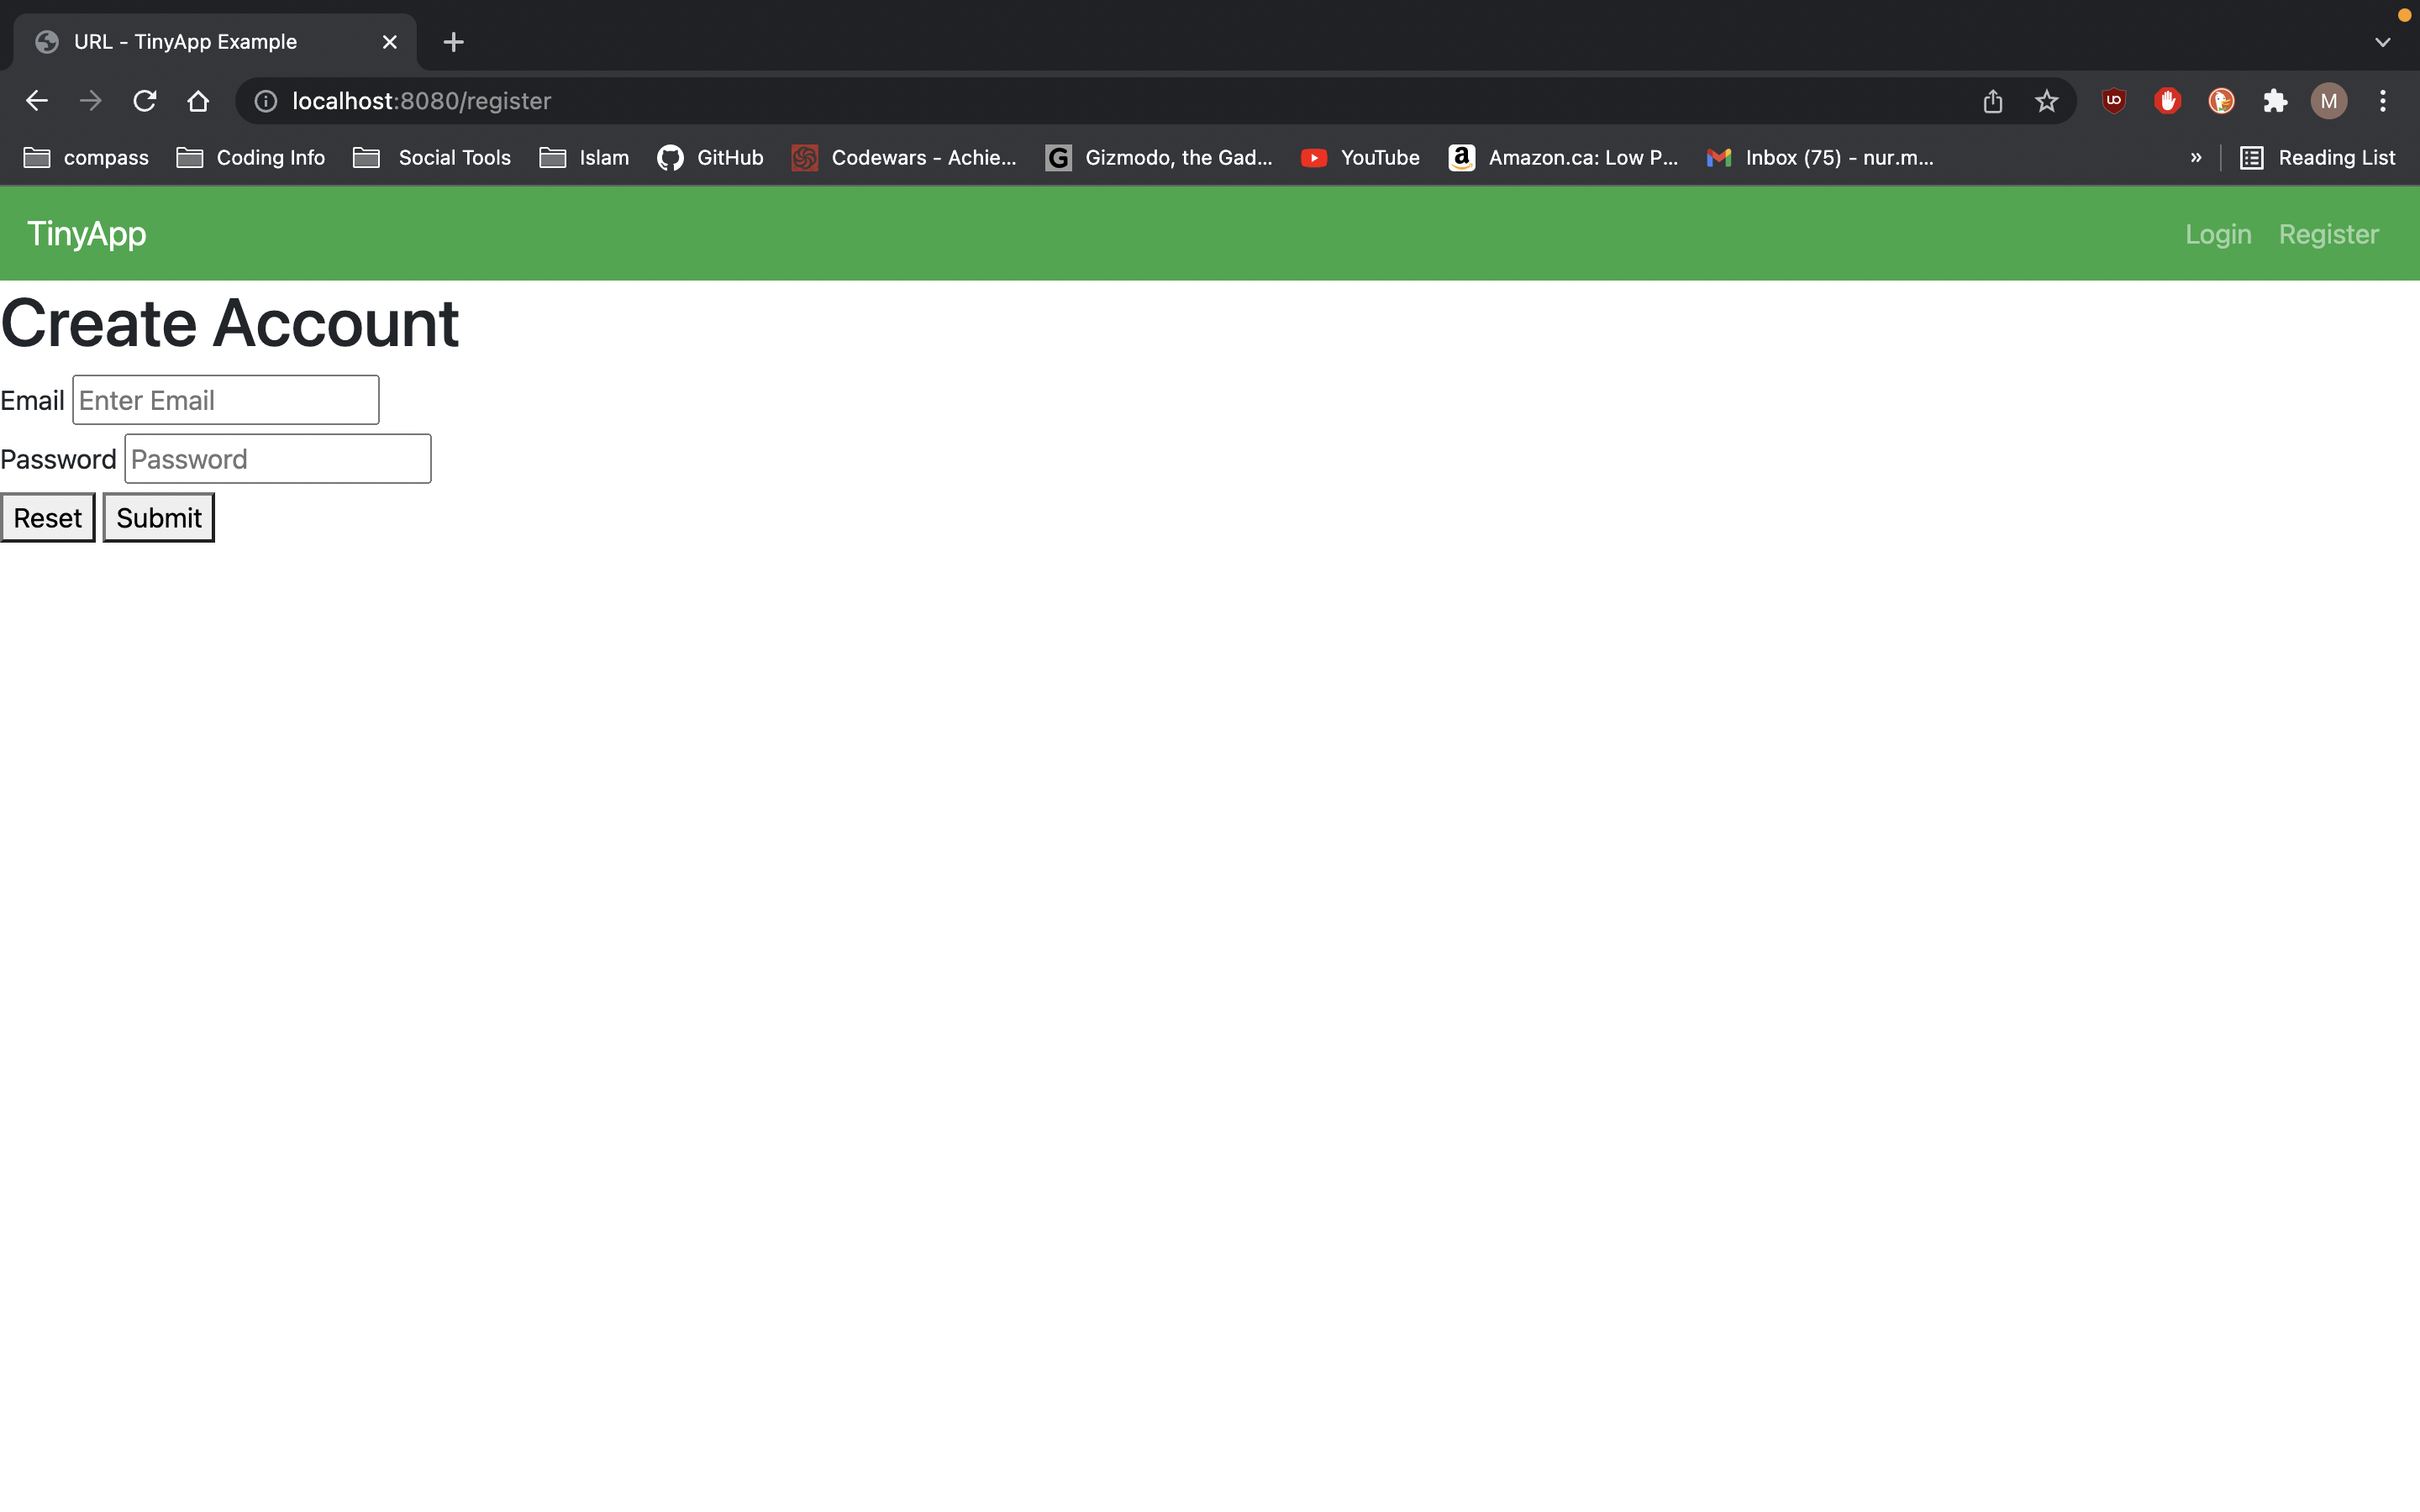 URL - TinyApp Example
localhost:8080/register
M
compass Coding Info Social Tools Islam GitHub Codewars - Achie... G Gizmodo, the Gad... YouTube a Amazon.ca: Low P... Inbox (75) - nur.m... » Reading List
TinyApp Login Register
Create Account
Email Enter Email
Password Password
Reset Submit